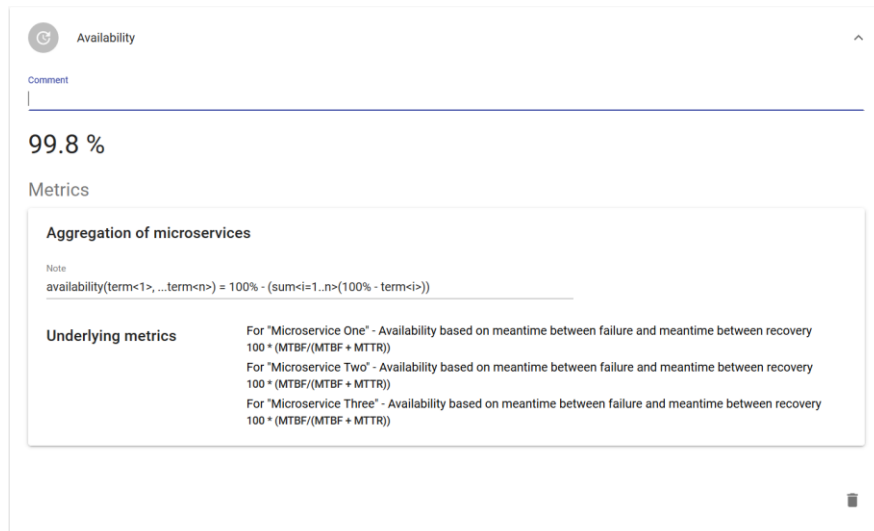 Availability
Comment
99.8 %
Metrics
Aggregation of microservices
Note
availability(term<1>, ...term<n>) = 100% - (sum<i=1..n>(100% - term<i>))
Underlying metrics
For "Microservice One" - Availability based on meantime between failure and meantime between recovery
100 * (MTBF/(MTBF + MTTR))
For "Microservice Two" - Availability based on meantime between failure and meantime between recovery
100 * (MTBF/(MTBF + MTTR))
For "Microservice Three" - Availability based on meantime between failure and meantime between recovery
100 * (MTBF/(MTBF + MTTR))